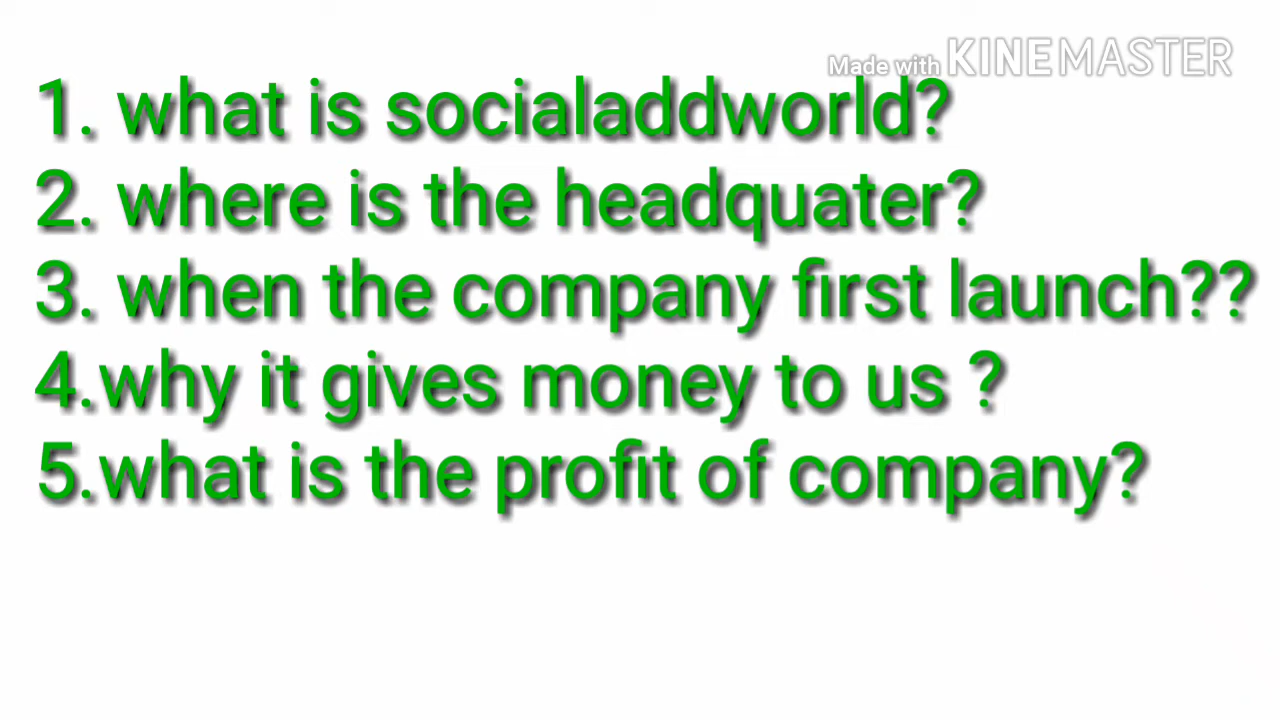 Made with KINEMASTER
1. what is socialaddworld?
2. where is the headquater?
3. when the company first launch??
4.why it gives money to us ?
5.what is the profit of company?